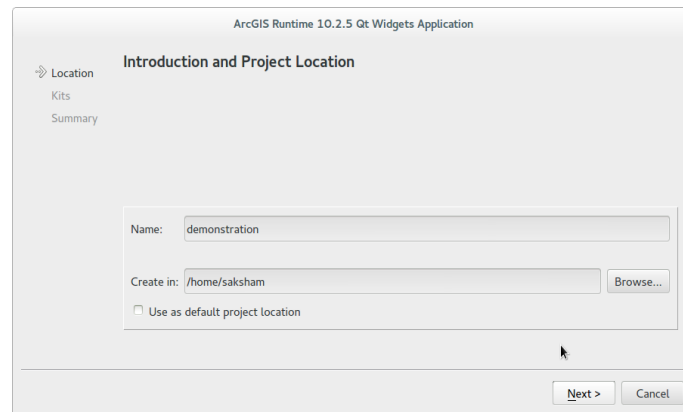 ArcGIS Runtime 10.2.5 Qt Widgets Application
Location
Kits
Summary
Introduction and Project Location
Name: demonstration
Create in: /home/saksham Browse...
Use as default project location
Next > Cancel